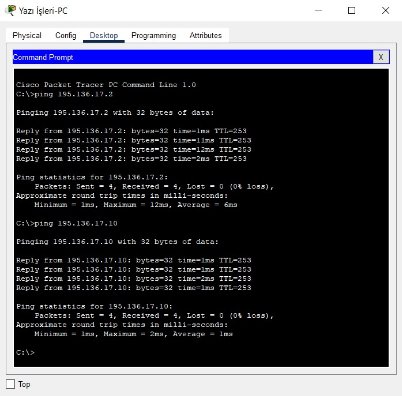 Yazı İşleri-PC
Physical Config Desktop Programming Attributes
Command Prompt X
Cisco Packet Tracer PC Command Line 1.0
C:\>ping 195.136.17.2
Pinging 195.136.17.2 with 32 bytes of data:
Reply from 195.136.17.2: bytes=32 time=1ms TTL=253
Reply from 195.136.17.2: bytes=32 time=11ms TTL=253
Reply from 195.136.17.2: bytes=32 time=12ms TTL=253
Reply from 195.136.17.2: bytes=32 time=2ms TTL=253
Ping statistics for 195.136.17.2:
Packets: Sent = 4, Received = 4, Lost = 0 (0% loss),
Approximate round trip times in milli-seconds:
Minimum = 1ms, Maximum = 12ms, Average = 6ms
C:\>ping 195.136.17.10
Pinging 195.136.17.10 with 32 bytes of data:
Reply from 195.136.17.10: bytes=32 time=1ms TTL=253
Reply from 195.136.17.10: bytes=32 time=1ms TTL=253
Reply from 195.136.17.10: bytes=32 time=2ms TTL=253
Reply from 195.136.17.10: bytes=32 time=1ms TTL=253
Ping statistics for 195.136.17.10:
Packets: Sent = 4, Received = 4, Lost = 0 (0% loss),
Approximate round trip times in milli-seconds:
Minimum = 1ms, Maximum = 2ms, Average = 1ms
C:\>
Top